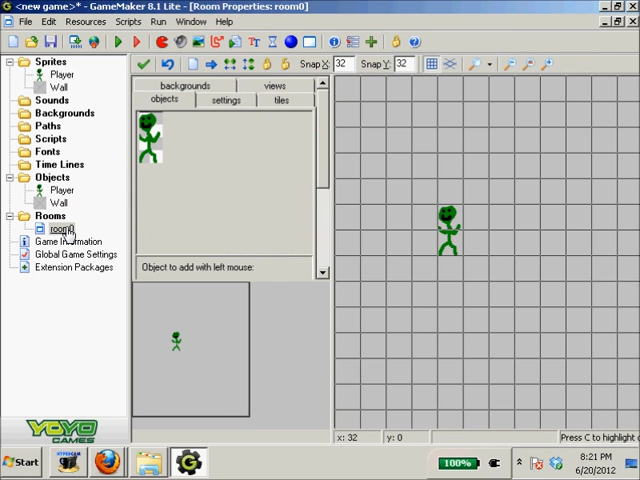 <new game>* - GameMaker 8.1 Lite - [Room Properties: room0]
File Edit Resources Scripts Run Window Help
Snap X: 32 Snap Y: 32
Sprites
Player
Wall
Sounds
Backgrounds
Paths
Scripts
Fonts
Time Lines
Objects
Player
Wall
Rooms
room0
Game Information
Global Game Settings
Extension Packages
YOYO
GAMES
backgrounds views
objects settings tiles
Object to add with left mouse:
x: 32 y: 0 Press C to highlight
Start HYPERCAM 100% 8:21 PM
6/20/2012